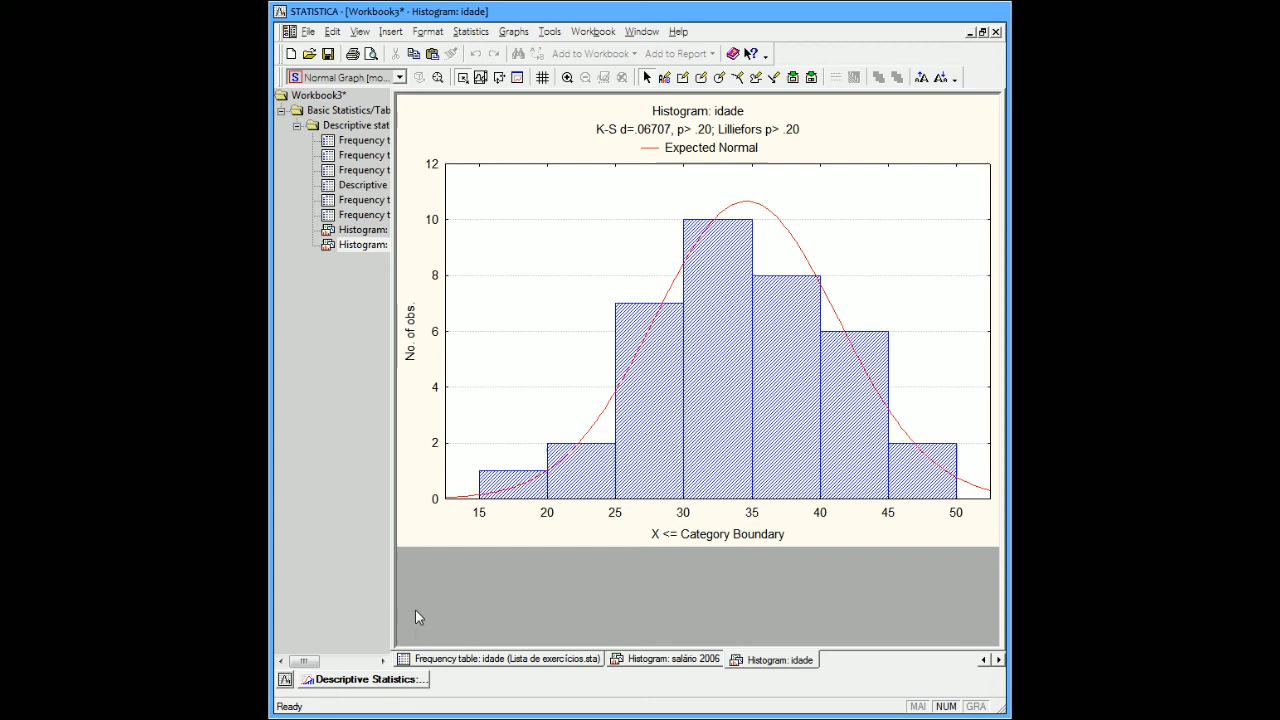 STATISTICA - [Workbook3* - Histogram: idade]
File Edit View Insert Format Statistics Graphs Tools Workbook Window Help
Add to Workbook Add to Report
Normal Graph [mo...
Workbook3*
Basic Statistics/Tab
Descriptive stat
Frequency t
Frequency t
Frequency t
Descriptive
Frequency t
Frequency t
Histogram:
Histogram:
Histogram: idade
K-S d=.06707, p> .20; Lilliefors p> .20
Expected Normal
12
10
8
6
4
2
0
No. of obs.
15 20 25 30 35 40 45 50
X <= Category Boundary
Frequency table: idade (Lista de exercícios.sta) Histogram: salário 2006 Histogram: idade
Descriptive Statistics:...
Ready MAI NUM GRA